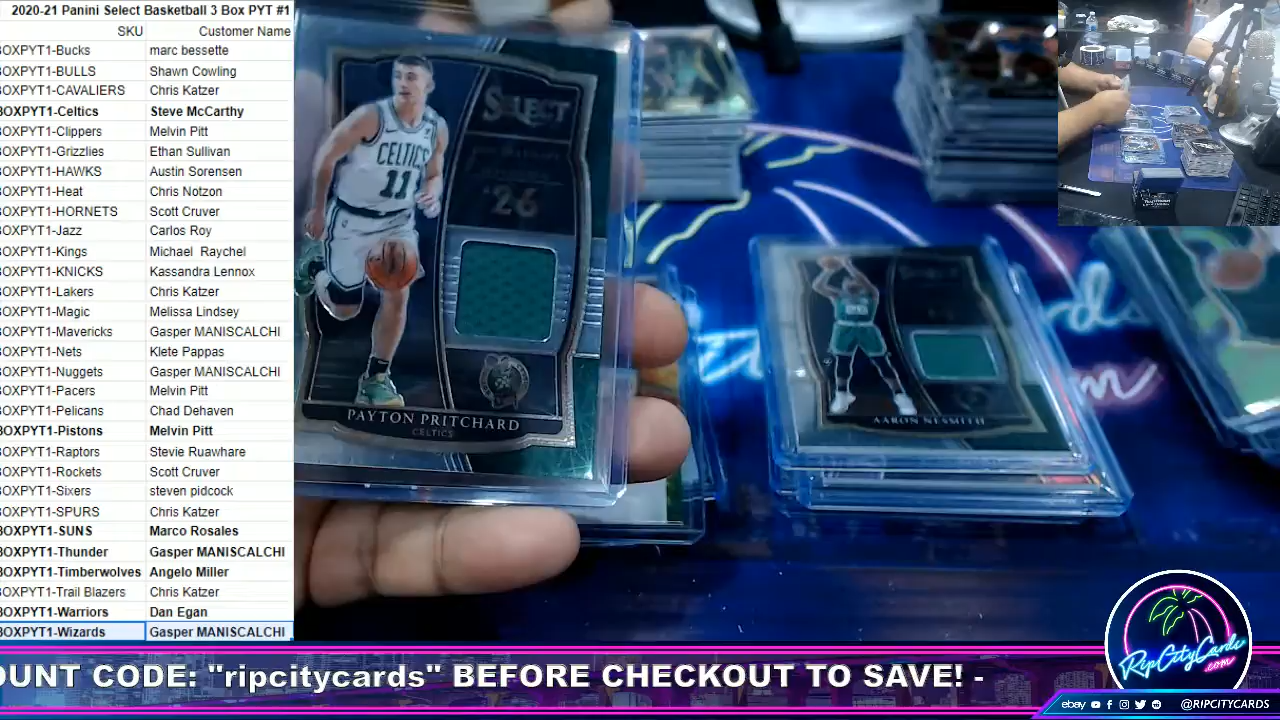 2020-21 Panini Select Basketball 3 Box PYT #1
SKU Customer Name
BOXPYT1-Bucks marc bessette
BOXPYT1-BULLS Shawn Cowling
BOXPYT1-CAVALIERS Chris Katzer
BOXPYT1-Celtics Steve McCarthy
BOXPYT1-Clippers Melvin Pitt
BOXPYT1-Grizzlies Ethan Sullivan
BOXPYT1-HAWKS Austin Sorensen
BOXPYT1-Heat Chris Notzon
BOXPYT1-HORNETS Scott Cruver
BOXPYT1-Jazz Carlos Roy
BOXPYT1-Kings Michael Raychel
BOXPYT1-KNICKS Kassandra Lennox
BOXPYT1-Lakers Chris Katzer
BOXPYT1-Magic Melissa Lindsey
BOXPYT1-Mavericks Gasper MANISCALCHI
BOXPYT1-Nets Klete Pappas
BOXPYT1-Nuggets Gasper MANISCALCHI
BOXPYT1-Pacers Melvin Pitt
BOXPYT1-Pelicans Chad Dehaven
BOXPYT1-Pistons Melvin Pitt
BOXPYT1-Raptors Stevie Ruawhare
BOXPYT1-Rockets Scott Cruver
BOXPYT1-Sixers steven pidcock
BOXPYT1-SPURS Chris Katzer
BOXPYT1-SUNS Marco Rosales
BOXPYT1-Thunder Gasper MANISCALCHI
BOXPYT1-Timberwolves Angelo Miller
BOXPYT1-Trail Blazers Chris Katzer
BOXPYT1-Warriors Dan Egan
BOXPYT1-Wizards Gasper MANISCALCHI
SELECT
'26
CELTICS
11
PAYTON PRITCHARD
CELTICS
AARON NESMITH
RipCityCards
.com
OUNT CODE: "ripcitycards" BEFORE CHECKOUT TO SAVE! -
ebay @RIPCITYCARDS